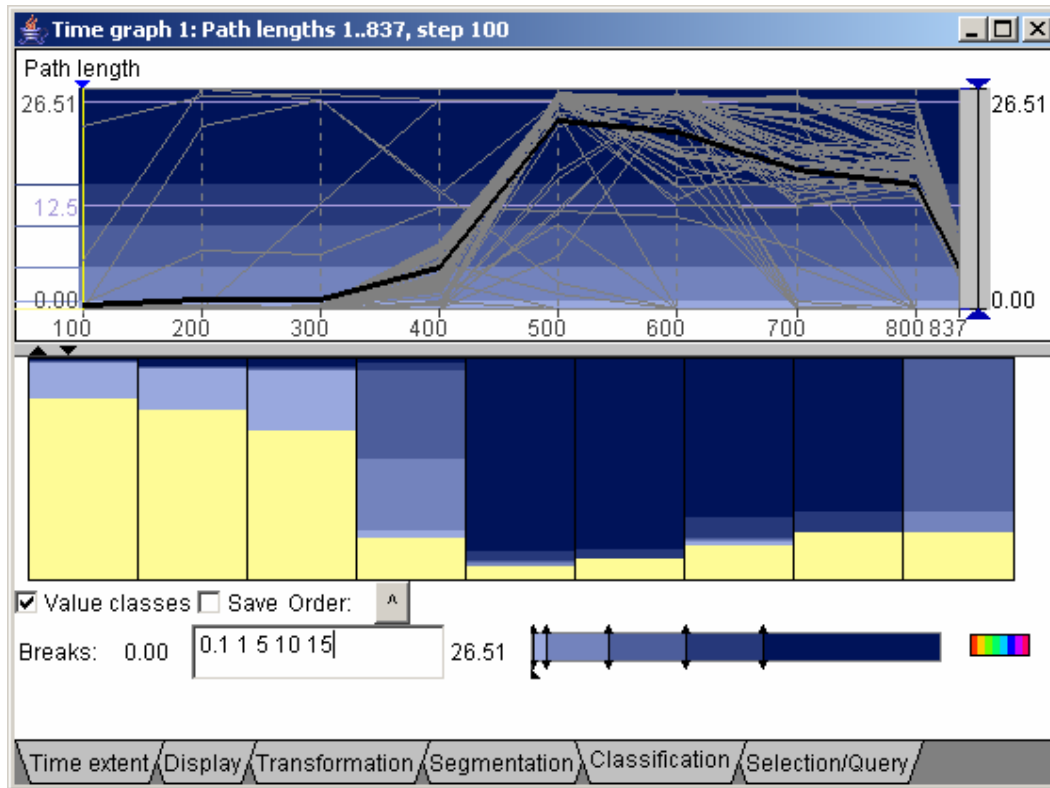 Time graph 1: Path lengths 1..837, step 100
Path length
26.51 26.51
12.5
0.00 0.00
100 200 300 400 500 600 700 800 837
Value classes Save Order: ^
Breaks: 0.00 0.1 1 5 10 15 26.51
Time extent Display Transformation Segmentation Classification Selection/Query